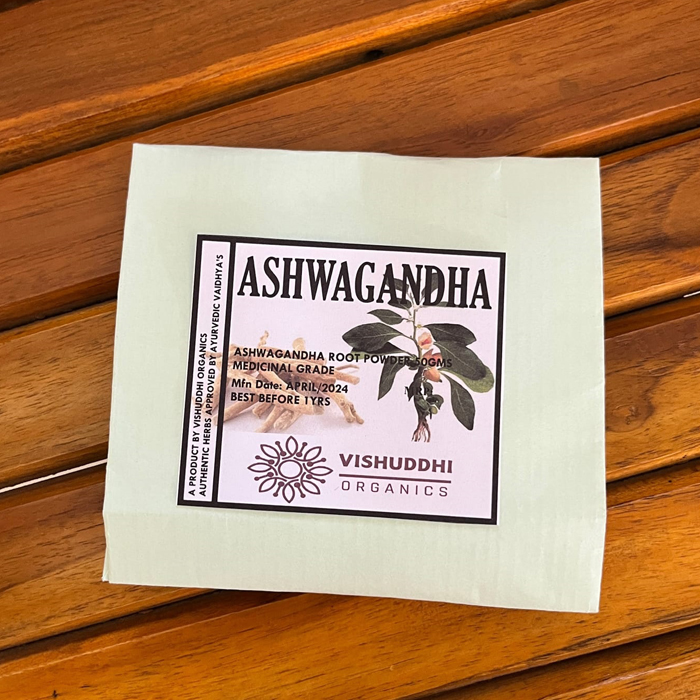 ASHWAGANDHA
ASHWAGANDHA ROOT POWDER 50GMS
MEDICINAL GRADE
Mfn Date: APRIL/2024
BEST BEFORE 1YRS
VISHUDDHI
ORGANICS
A PRODUCT BY VISHUDDHI ORGANICS
AUTHENTIC HERBS APPROVED BY AYURVEDIC VAIDHYA'S